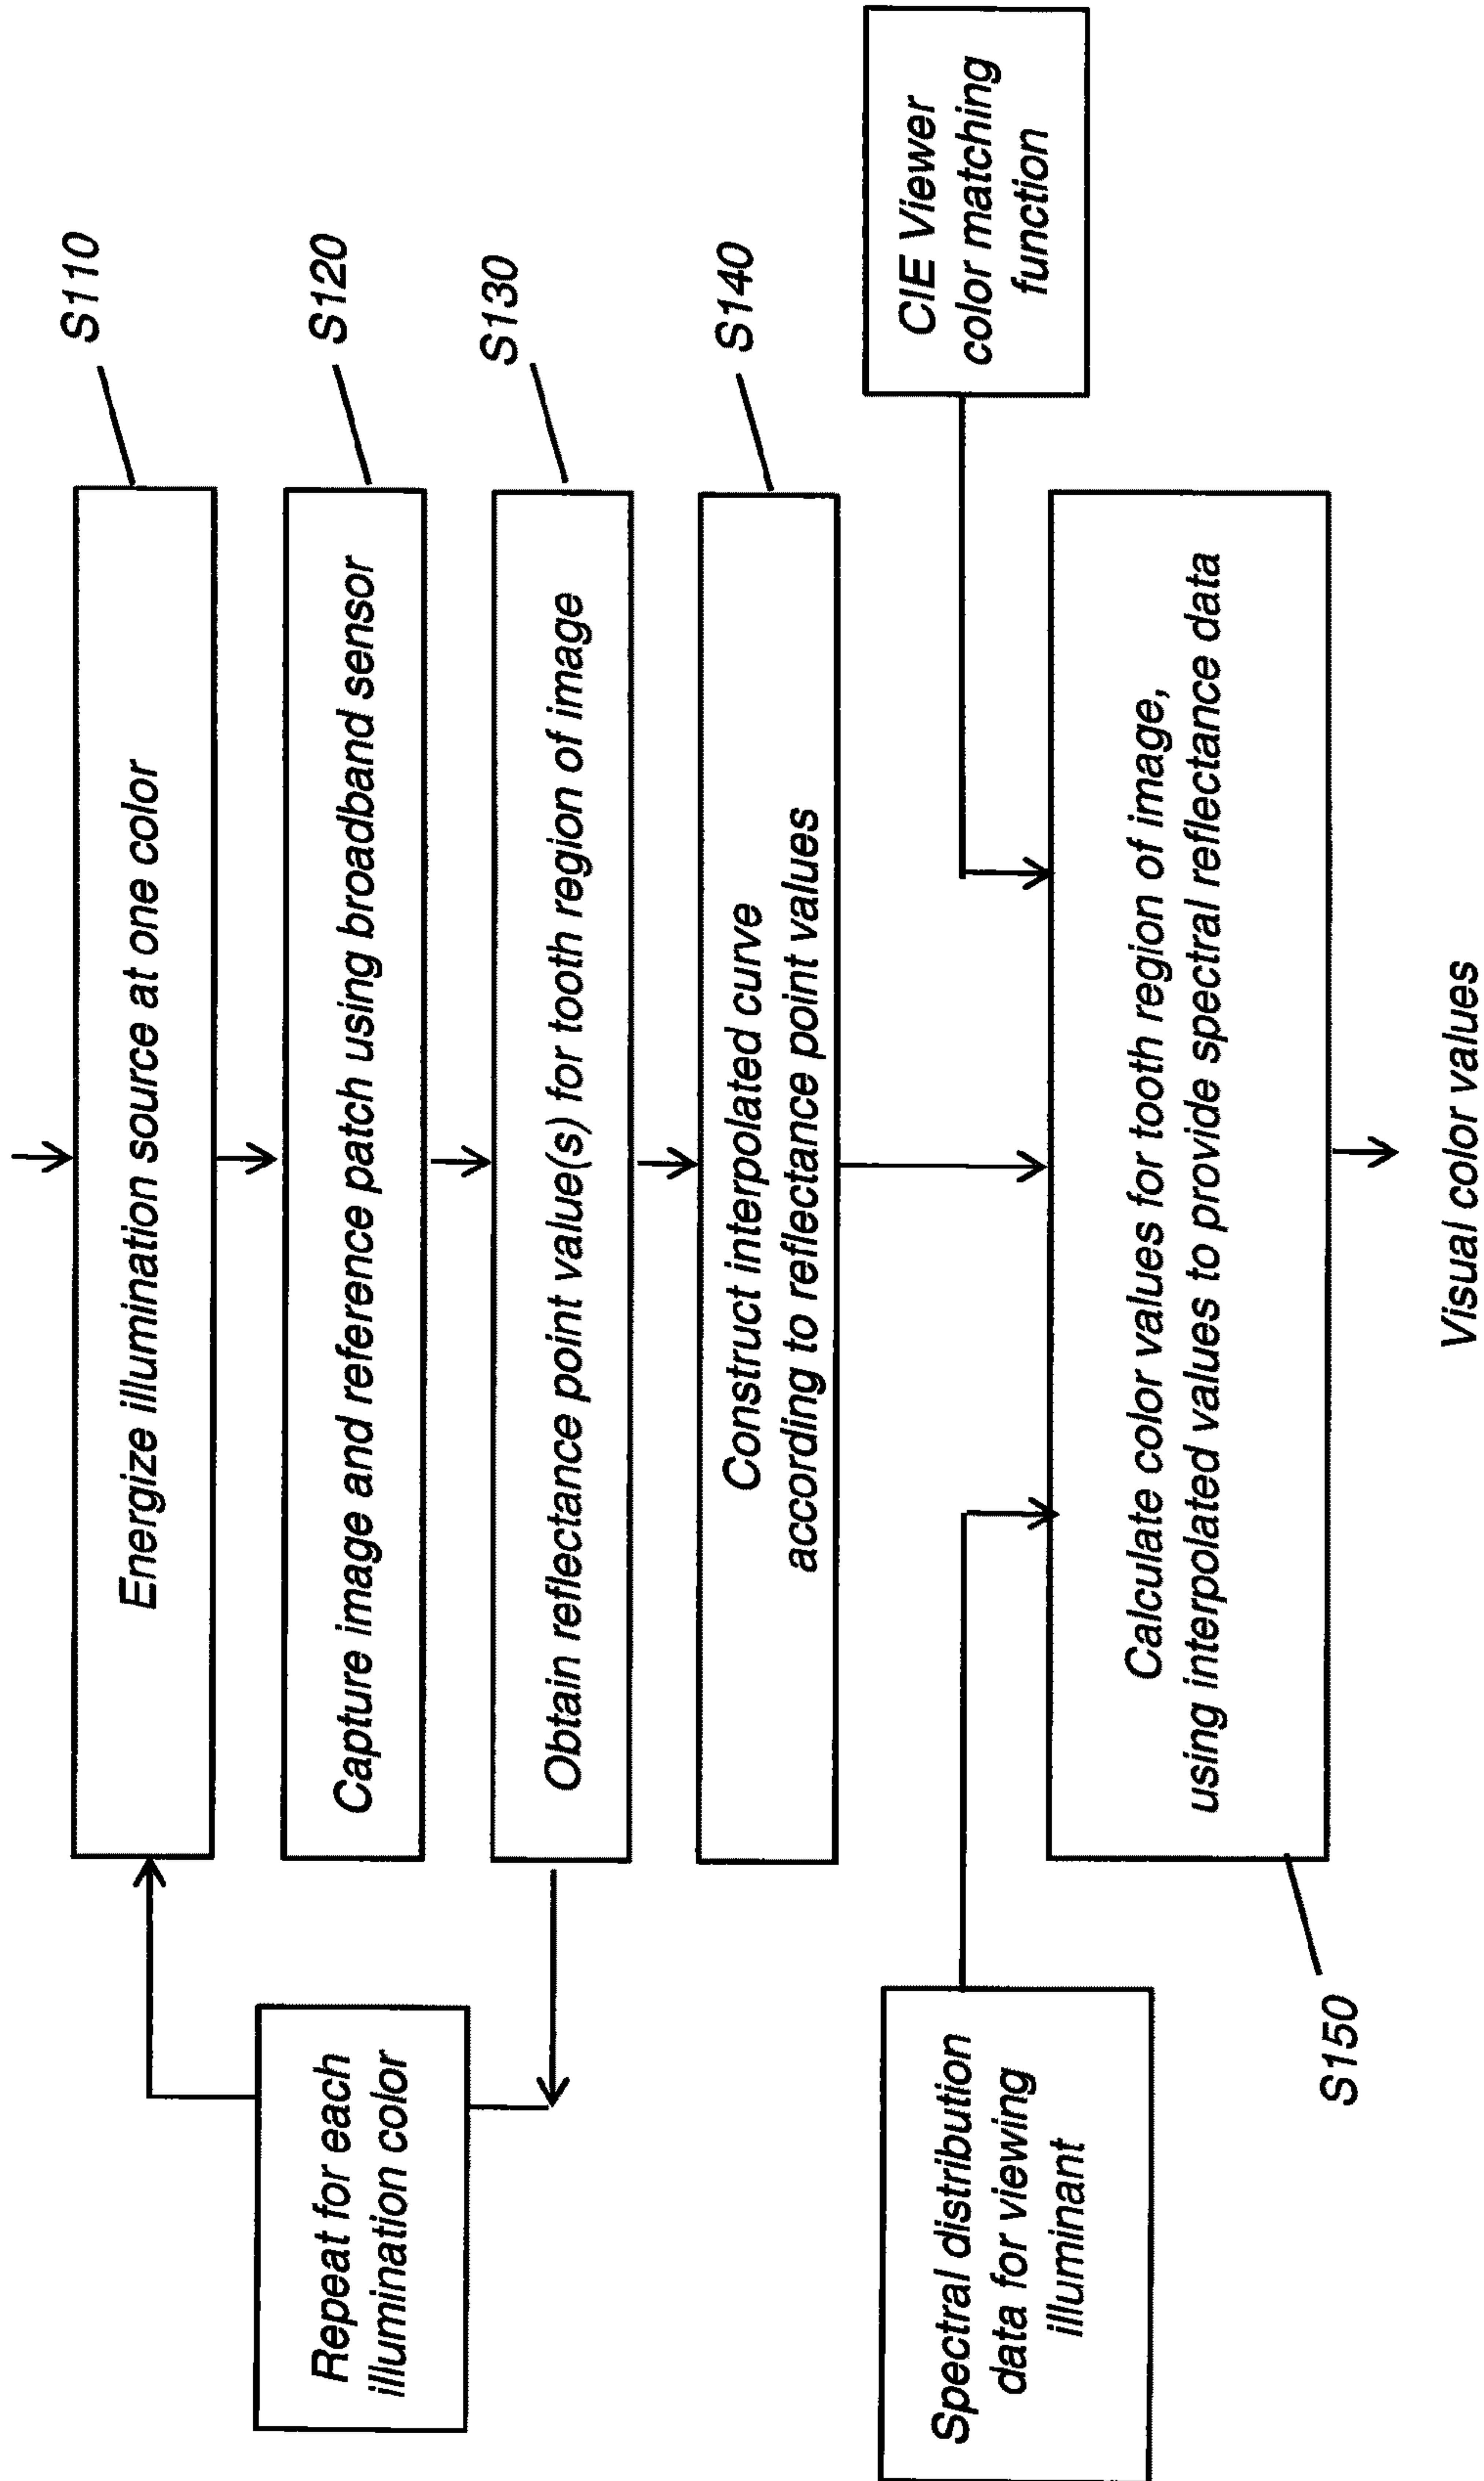 S110
Energize illumination source at one color
S120
Capture image and reference patch using broadband sensor
Repeat for each
illumination color
S130
Obtain reflectance point value(s) for tooth region of image
S140
Construct interpolated curve
according to reflectance point values
Spectral distribution
data for viewing
illuminant
CIE Viewer
color matching
function
Calculate color values for tooth region of image,
using interpolated values to provide spectral reflectance data
S150
Visual color values